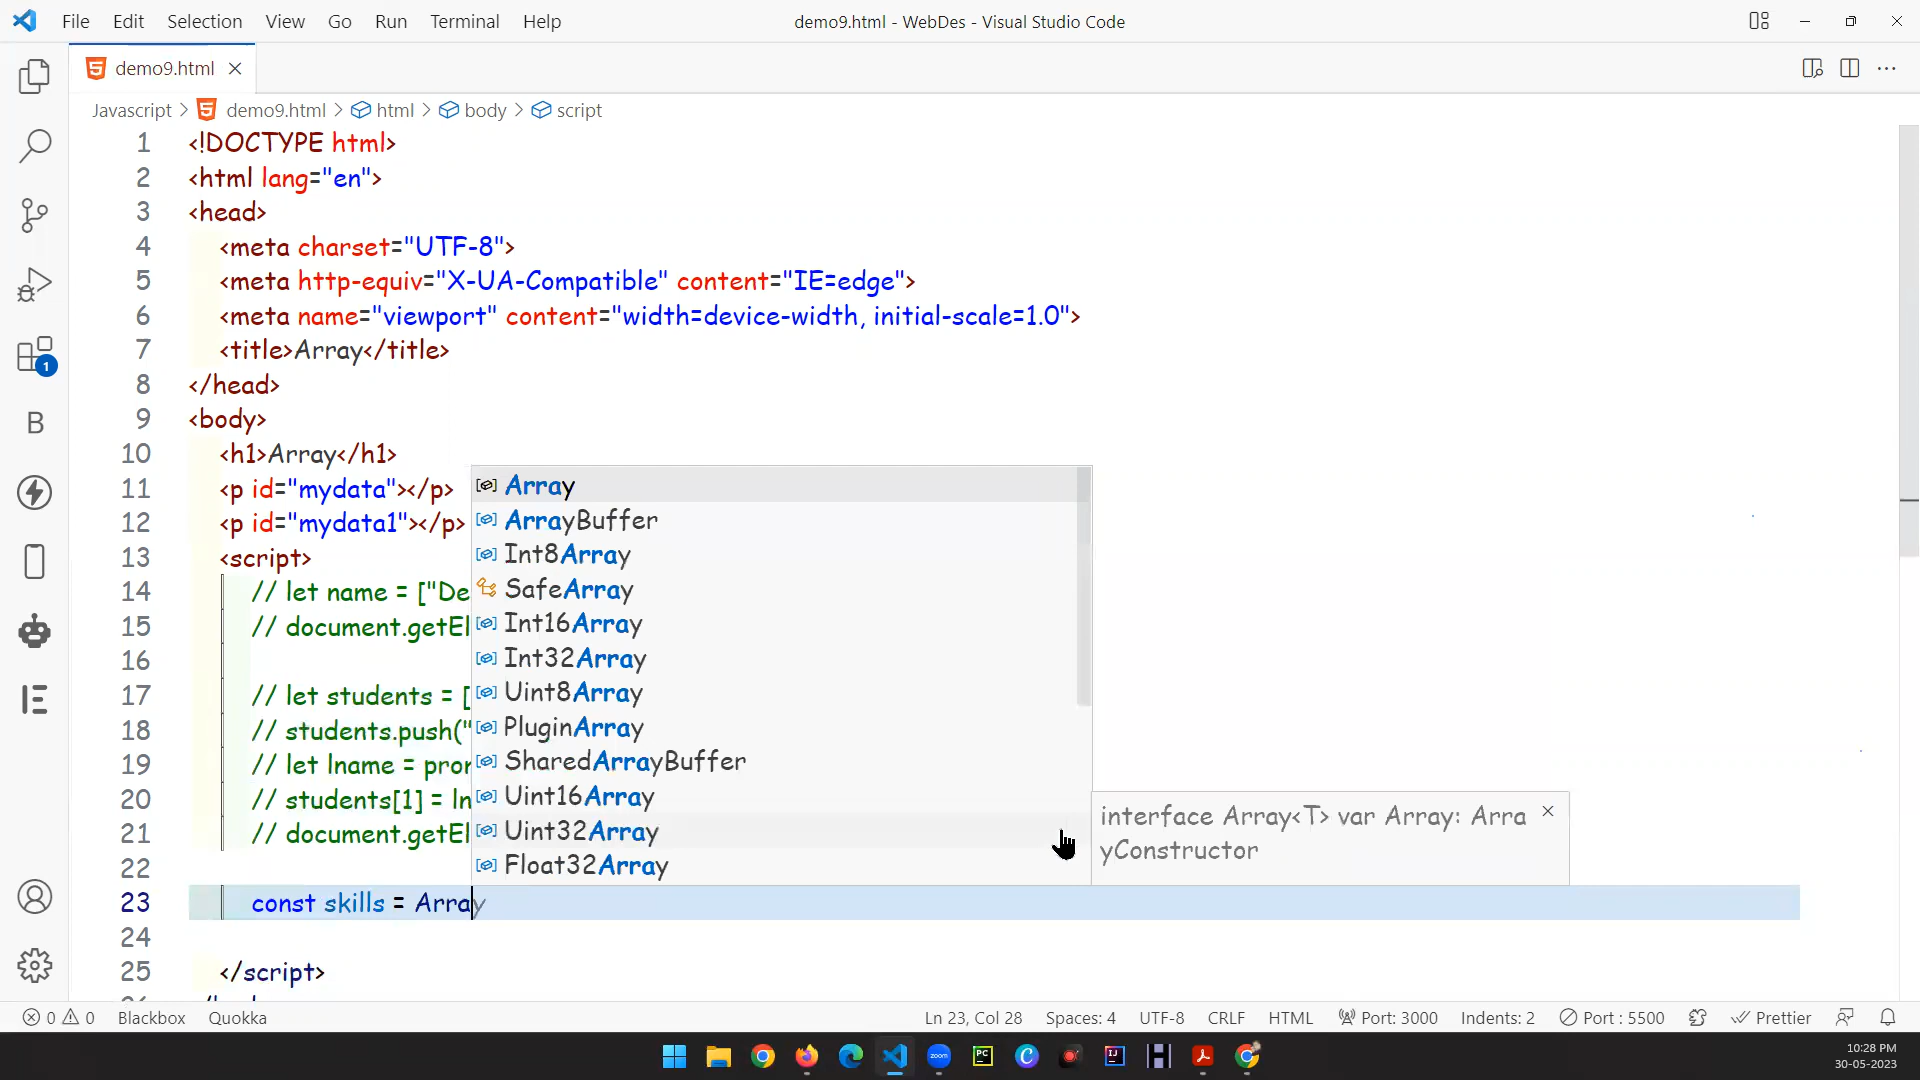 File Edit Selection View Go Run Terminal Help
demo9.html - WebDes - Visual Studio Code
demo9.html
Javascript > demo9.html > html > body > script
1 <!DOCTYPE html>
2 <html lang="en">
3 <head>
4 <meta charset="UTF-8">
5 <meta http-equiv="X-UA-Compatible" content="IE=edge">
6 <meta name="viewport" content="width=device-width, initial-scale=1.0">
7 <title>Array</title>
8 </head>
9 <body>
10 <h1>Array</h1>
11 <p id="mydata"></p>
12 <p id="mydata1"></p>
13 <script>
14 // let name = ["De
15 // document.getEl
16
17 // let students = [
18 // students.push("
19 // let lname = pro
20 // students[1] = ln
21 // document.getEl
22
23 const skills = Array
24
25 </script>
Array
ArrayBuffer
Int8Array
SafeArray
Int16Array
Int32Array
Uint8Array
PluginArray
SharedArrayBuffer
Uint16Array
Uint32Array
Float32Array
interface Array<T> var Array: Arra
yConstructor
1
B
0 0 Blackbox Quokka
Ln 23, Col 28 Spaces: 4 UTF-8 CRLF HTML Port: 3000 Indents: 2 Port : 5500 Prettier
zoom
PC
IJ
10:28 PM
30-05-2023